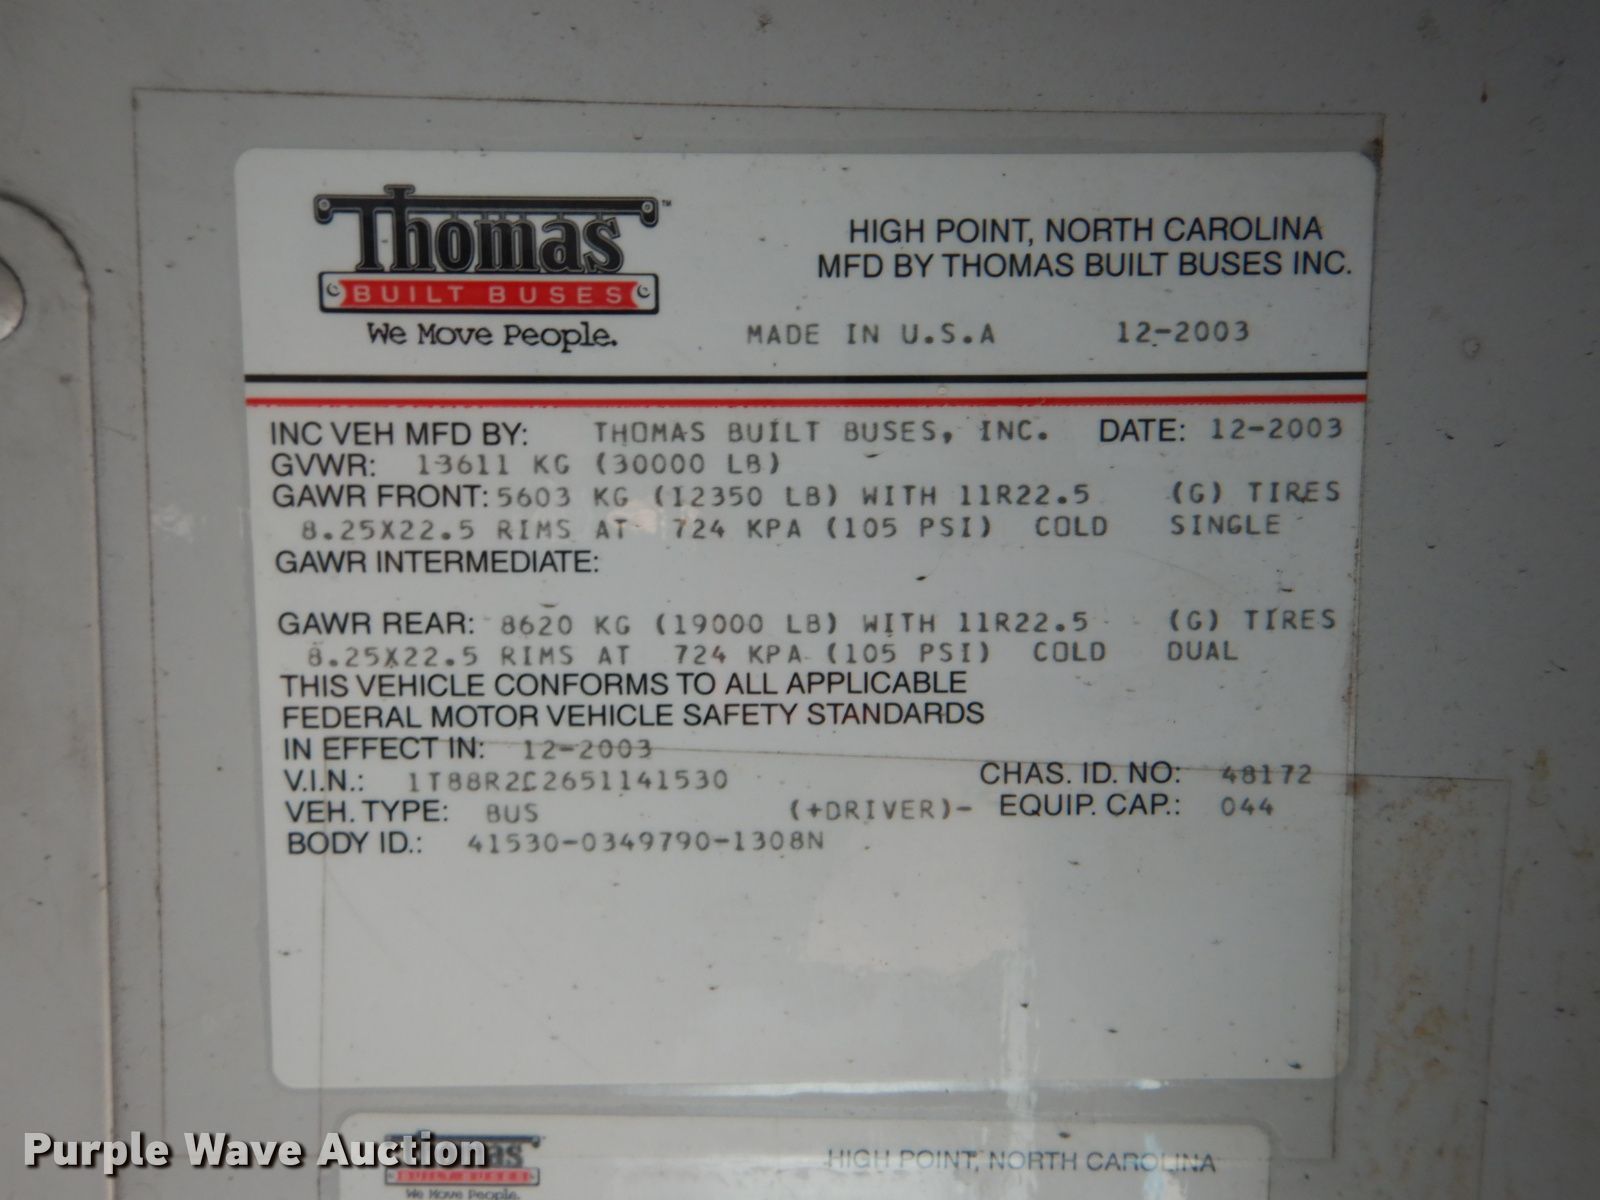 Thomas™
BUILT BUSES
We Move People.
HIGH POINT, NORTH CAROLINA
MFD BY THOMAS BUILT BUSES INC.
MADE IN U.S.A 12-2003
INC VEH MFD BY: THOMAS BUILT BUSES, INC. DATE: 12-2003
GVWR: 13611 KG (30000 LB)
GAWR FRONT: 5603 KG (12350 LB) WITH 11R22.5 (G) TIRES
8.25X22.5 RIMS AT 724 KPA (105 PSI) COLD SINGLE
GAWR INTERMEDIATE:
GAWR REAR: 8620 KG (19000 LB) WITH 11R22.5 (G) TIRES
8.25X22.5 RIMS AT 724 KPA (105 PSI) COLD DUAL
THIS VEHICLE CONFORMS TO ALL APPLICABLE
FEDERAL MOTOR VEHICLE SAFETY STANDARDS
IN EFFECT IN: 12-2003
V.I.N.: 1T88R2C2651141530 CHAS. ID. NO: 48172
VEH. TYPE: BUS (+DRIVER)- EQUIP. CAP.: 044
BODY ID.: 41530-0349790-1308N
Purple Wave Auction
Thomas
BUILT BUSES
We Move People.
HIGH POINT, NORTH CAROLINA